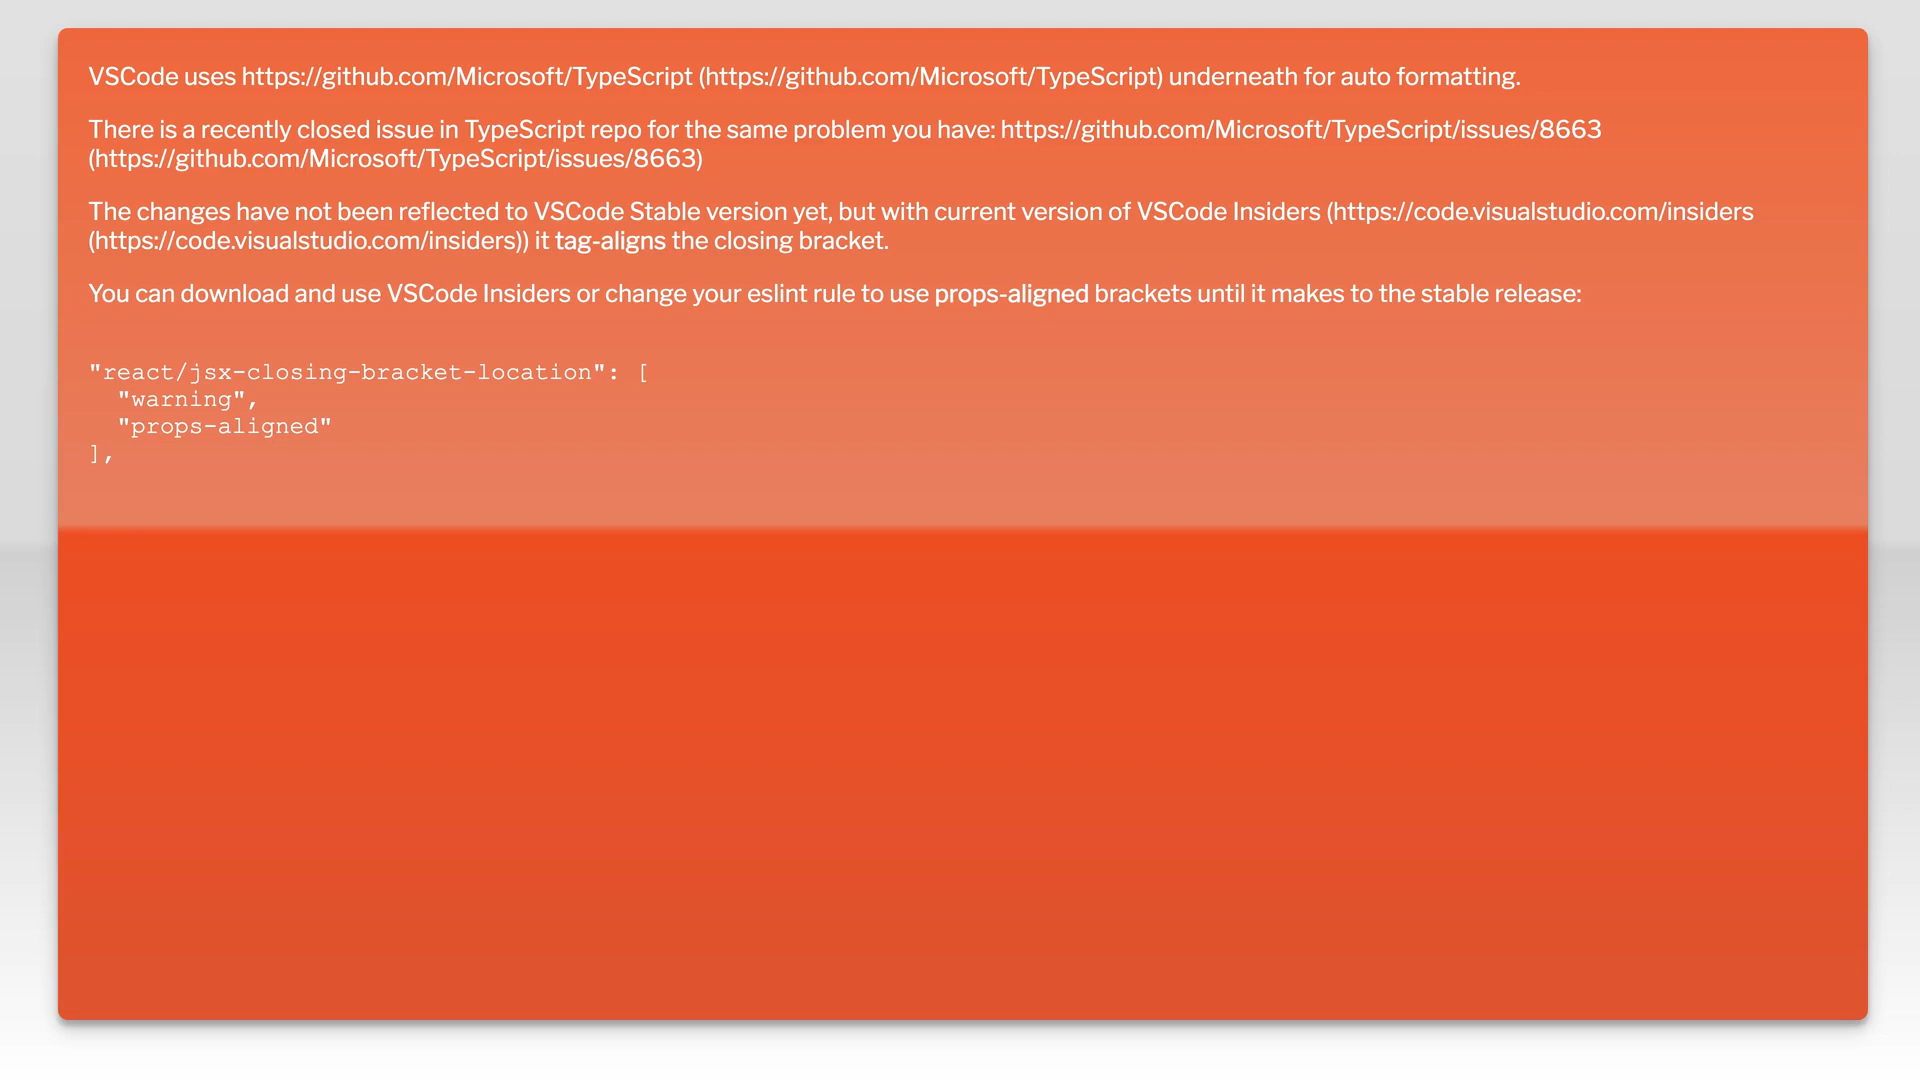 VSCode uses https://github.com/Microsoft/TypeScript (https://github.com/Microsoft/TypeScript) underneath for auto formatting.
There is a recently closed issue in TypeScript repo for the same problem you have: https://github.com/Microsoft/TypeScript/issues/8663
(https://github.com/Microsoft/TypeScript/issues/8663)
The changes have not been reflected to VSCode Stable version yet, but with current version of VSCode Insiders (https://code.visualstudio.com/insiders
(https://code.visualstudio.com/insiders)) it tag-aligns the closing bracket.
You can download and use VSCode Insiders or change your eslint rule to use props-aligned brackets until it makes to the stable release:
"react/jsx-closing-bracket-location": [
  "warning",
  "props-aligned"
],